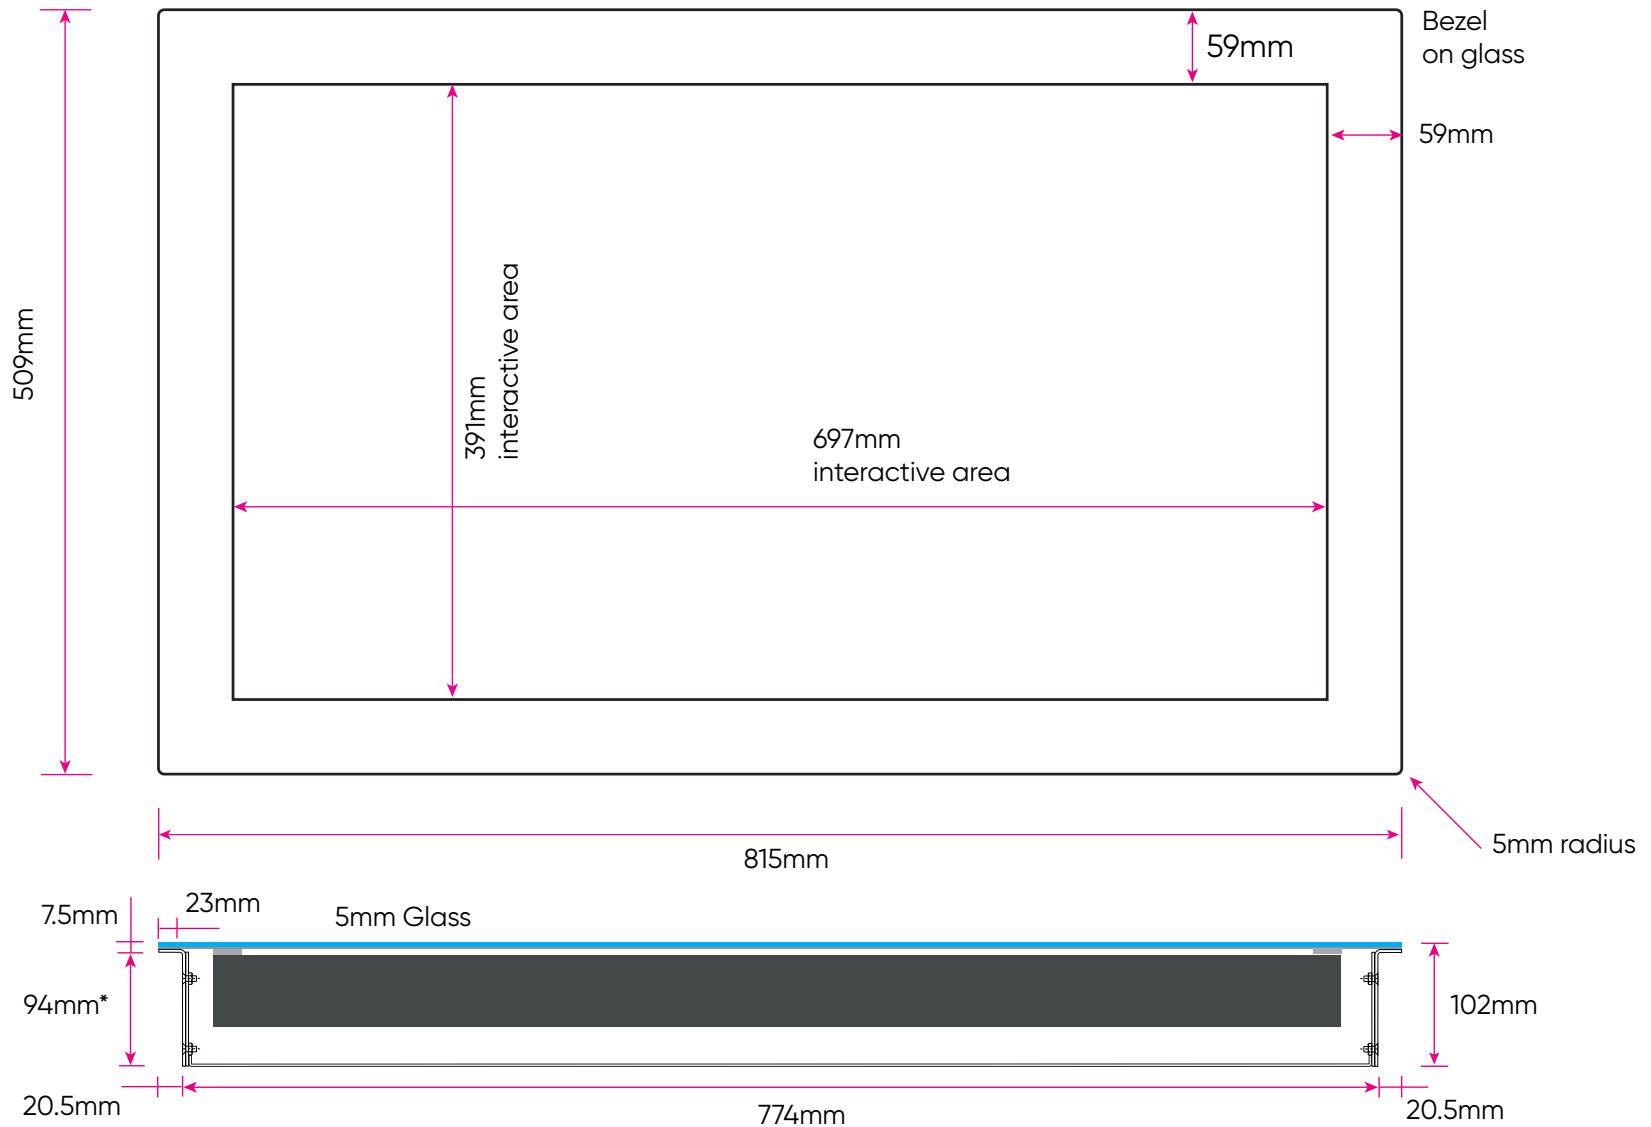 Bezel
on glass
59mm
59mm
509mm
391mm
interactive area
697mm
interactive area
815mm
5mm radius
7.5mm
23mm
5mm Glass
94mm*
102mm
20.5mm
774mm
20.5mm